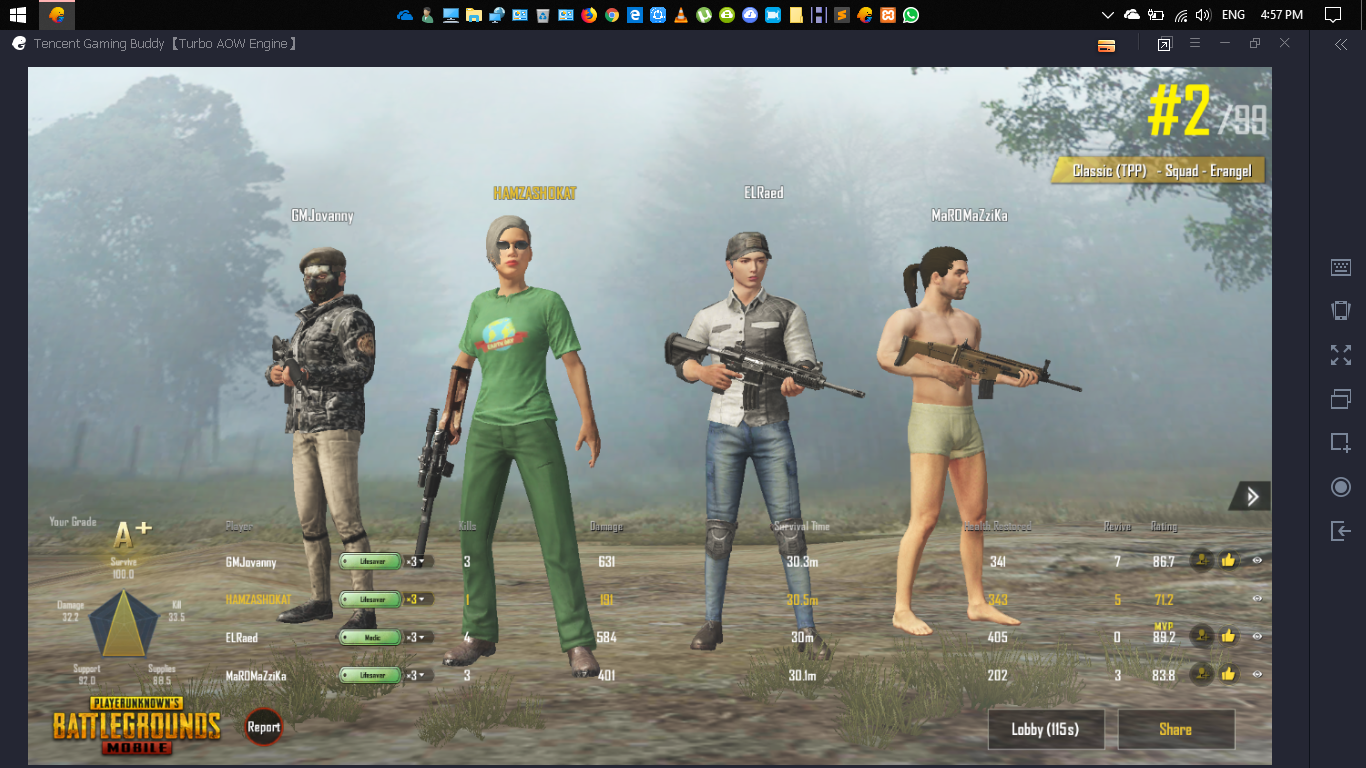 ENG 4:57 PM
Tencent Gaming Buddy【Turbo AOW Engine】
#2/99
Classic (TPP) - Squad - Erangel
HAMZASHOKAT
ELRaed
GMJovanny
MaROMaZziKa
EARTH DAY
Your Grade A+
Player Kills Damage Survival Time Health Restored Revive Rating
Survive
100.0
GMJovanny Lifesaver ×3 3 631 30.3m 341 7 86.7
HAMZASHOKAT Lifesaver ×3 1 191 30.5m 343 5 71.2
Damage
32.2
Kill
33.5
MVP
ELRaed Medic ×3 4 584 30m 405 0 89.2
Support
92.0
Supplies
88.5
MaROMaZziKa Lifesaver ×3 3 401 30.1m 202 3 83.8
PLAYERUNKNOWN'S
BATTLEGROUNDS
MOBILE
Report
Lobby (115s)
Share